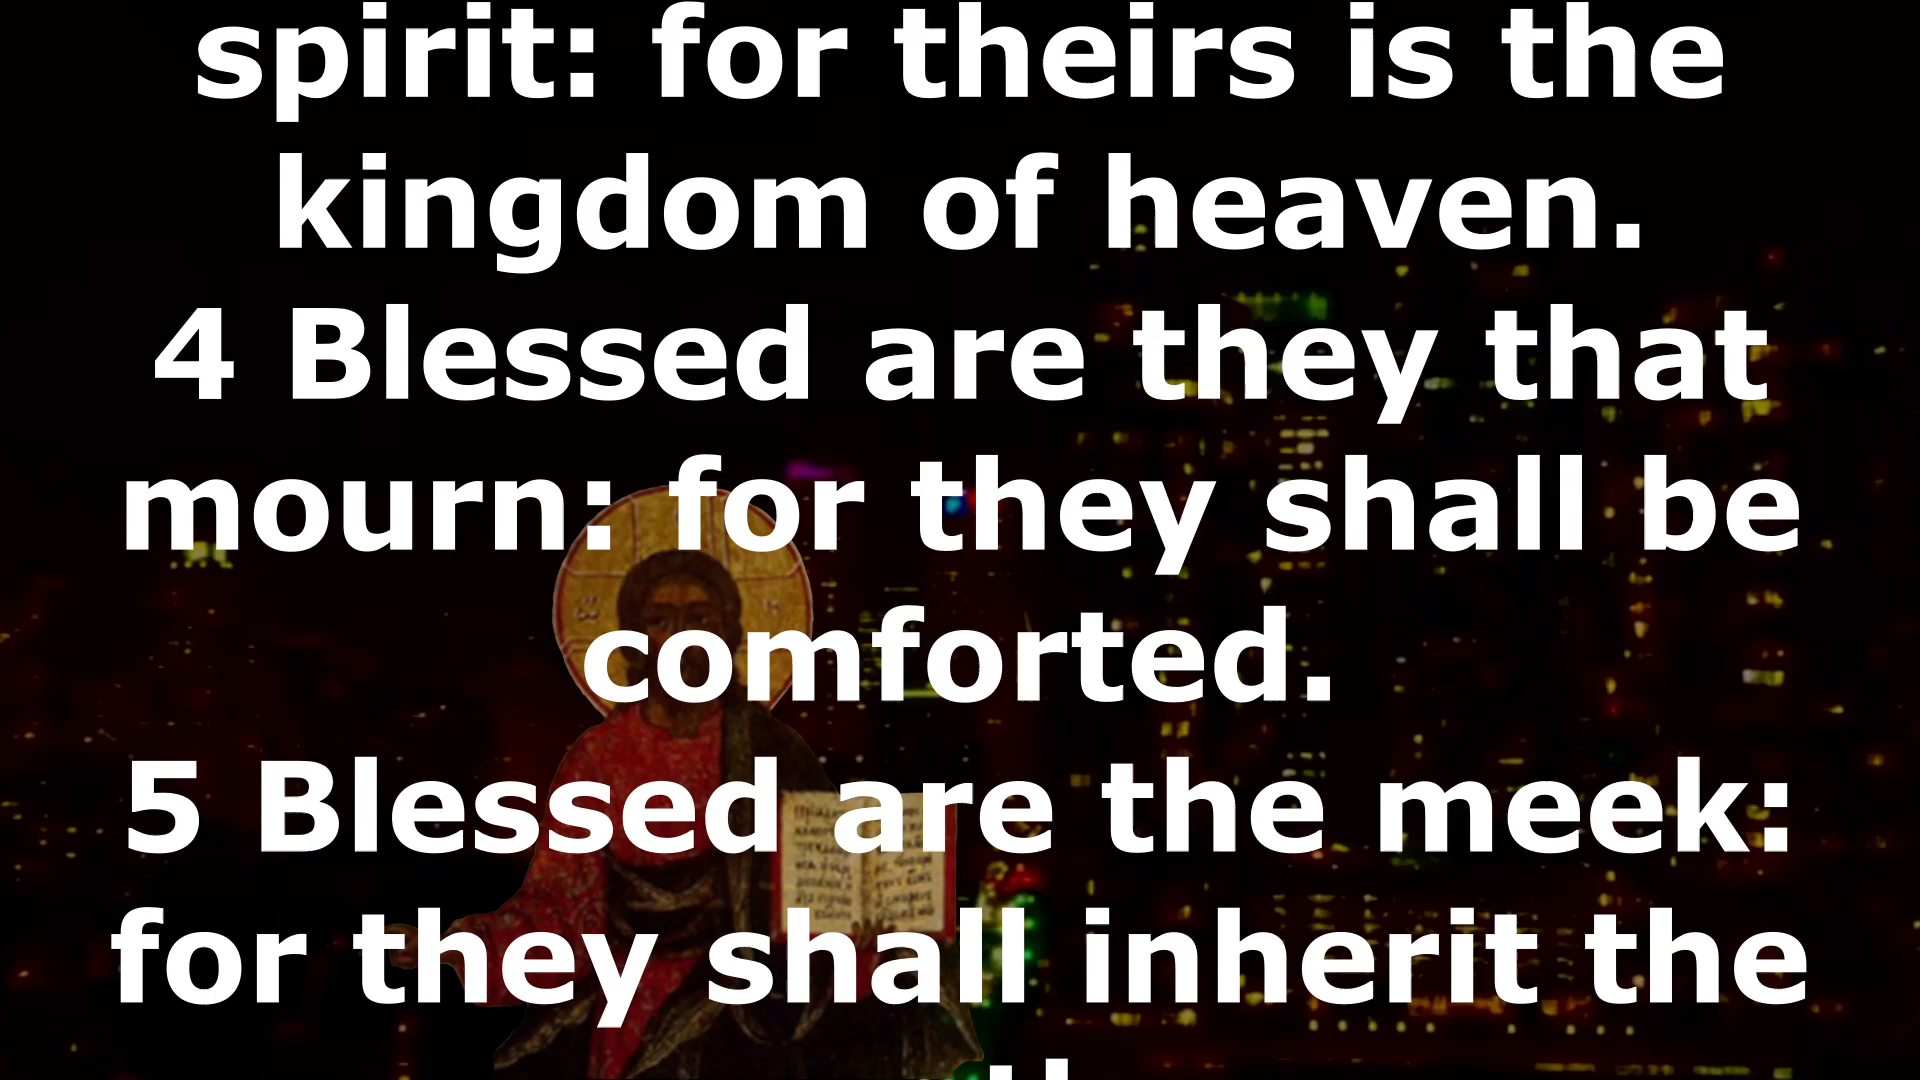 spirit: for theirs is the
kingdom of heaven.
4 Blessed are they that
mourn: for they shall be
comforted.
5 Blessed are the meek:
for they shall inherit the